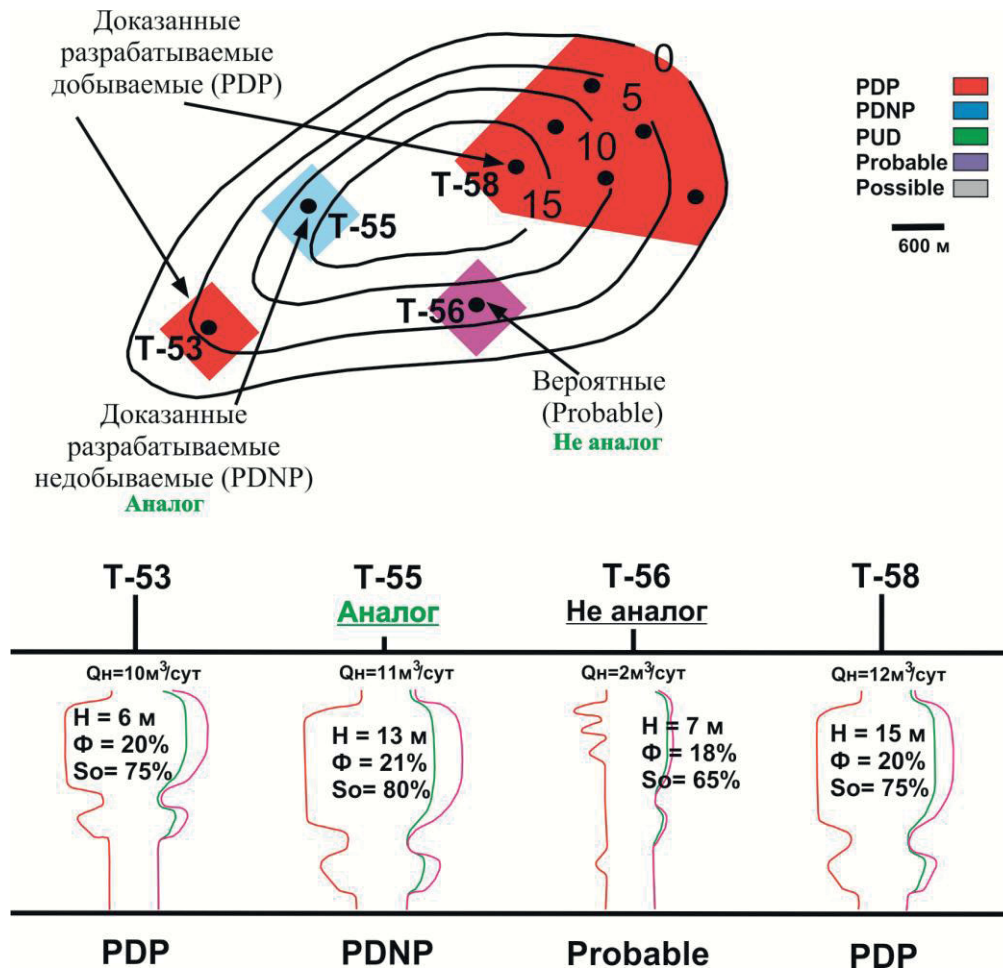 Доказанные
разрабатываемые
добываемые (PDP)
0
5
10
15
T-58
T-55
T-56
T-53
PDP
PDNP
PUD
Probable
Possible
600 м
Вероятные
(Probable)
Не аналог
Доказанные
разрабатываемые
недобываемые (PDNP)
Аналог
T-53
T-55
Аналог
T-56
Не аналог
T-58
Qн=10м³/сут
Qн=11м³/сут
Qн=2м³/сут
Qн=12м³/сут
H = 6 м
Ф = 20%
So= 75%
H = 13 м
Ф = 21%
So= 80%
H = 7 м
Ф = 18%
So= 65%
H = 15 м
Ф = 20%
So= 75%
PDP
PDNP
Probable
PDP